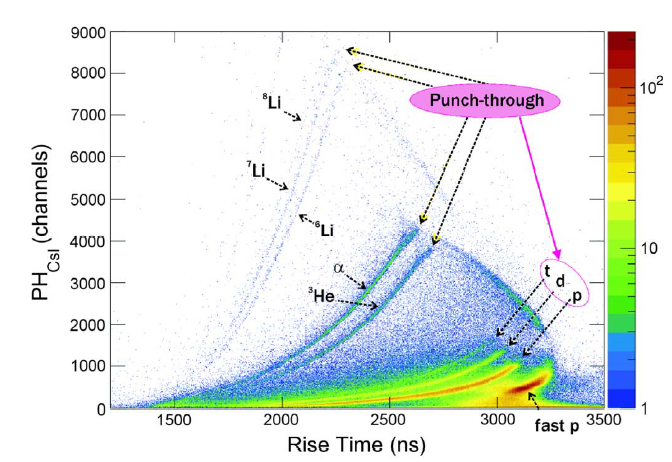 9000
8000
7000
6000
5000
4000
3000
2000
1000
0
PH_CsI (channels)
1500
2000
2500
3000
3500
Rise Time (ns)
Punch-through
⁸Li
⁷Li
⁶Li
α
³He
t
d
p
fast p
10²
10
1